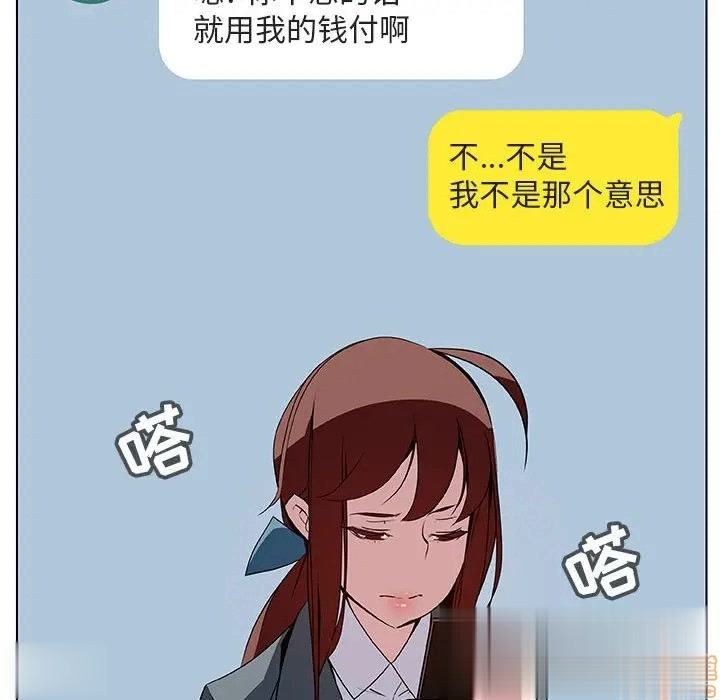 就用我的钱付啊
不...不是
我不是那个意思
嗒
嗒